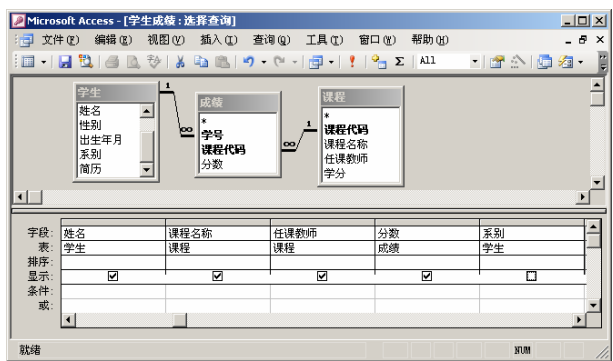 Microsoft Access - [学生成绩 : 选择查询]
文件(F) 编辑(E) 视图(V) 插入(I) 查询(Q) 工具(T) 窗口(W) 帮助(H)
Σ All
学生
姓名
性别
出生年月
系别
简历
1
∞
成绩
*
学号
课程代码
分数
∞
1
课程
*
课程代码
课程名称
任课教师
学分
字段: 姓名 课程名称 任课教师 分数 系别
表: 学生 课程 课程 成绩 学生
排序:
显示:
条件:
或:
就绪 NUM